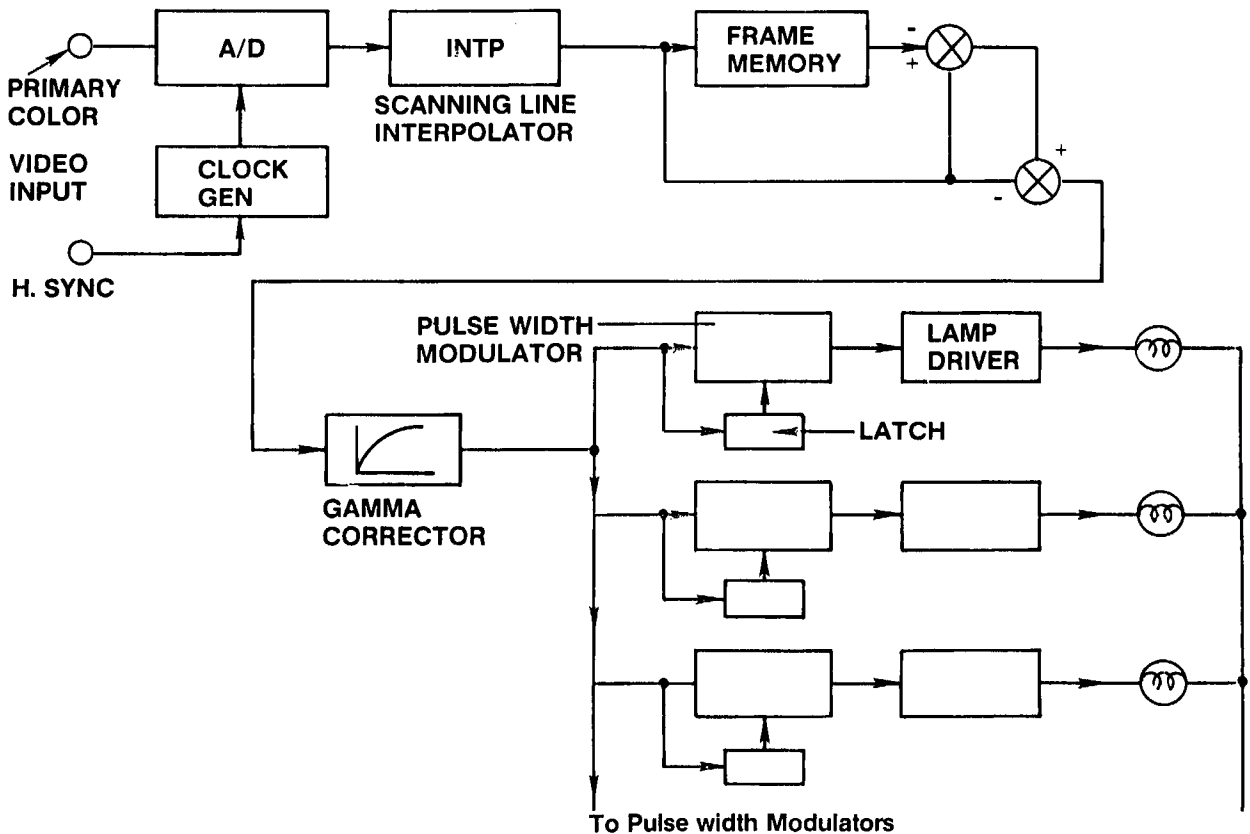 A/D
INTP
FRAME
MEMORY
-
+
PRIMARY
COLOR
SCANNING LINE
INTERPOLATOR
VIDEO
INPUT
CLOCK
GEN
+
-
H. SYNC
PULSE WIDTH
MODULATOR
LAMP
DRIVER
LATCH
GAMMA
CORRECTOR
To Pulse width Modulators